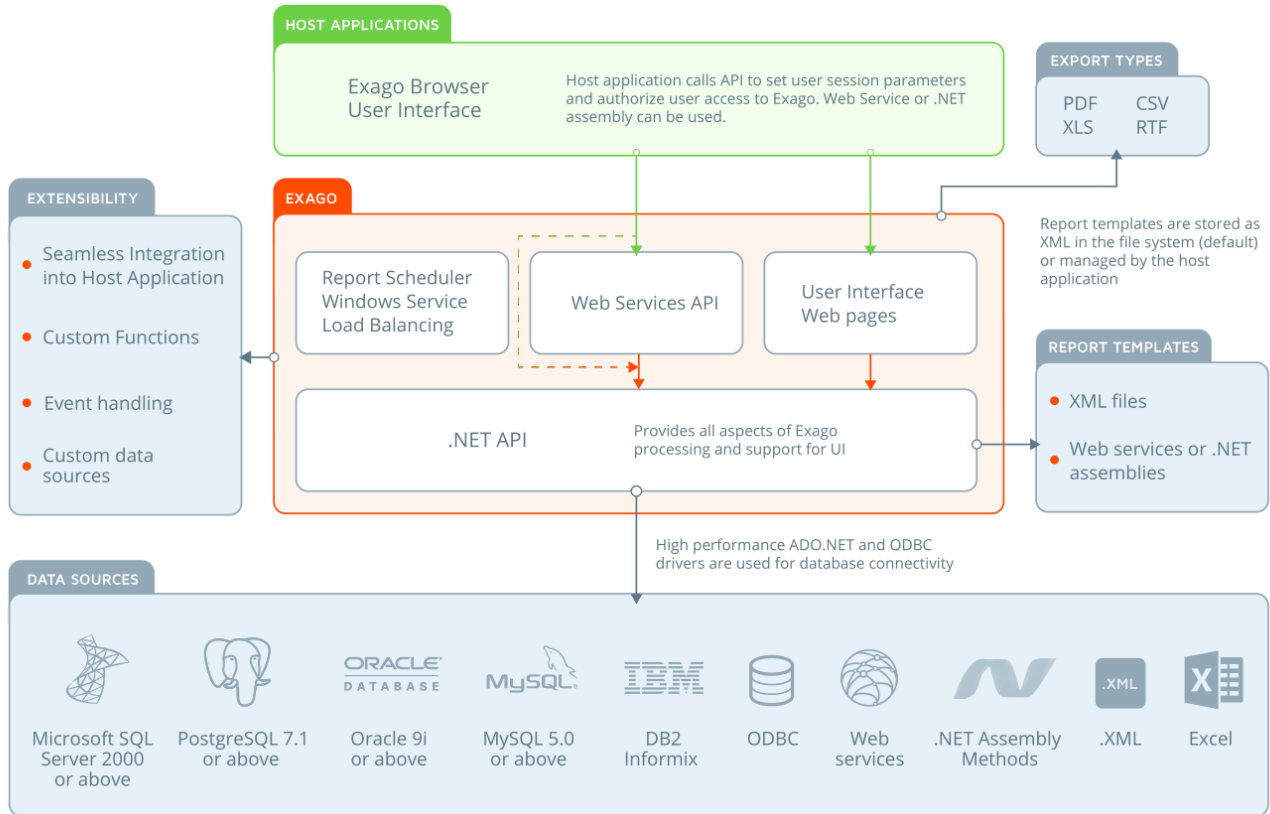 HOST APPLICATIONS
Exago Browser
User Interface
Host application calls API to set user session parameters
and authorize user access to Exago. Web Service or .NET
assembly can be used.
EXPORT TYPES
PDF CSV
XLS RTF
EXTENSIBILITY
Seamless Integration
into Host Application
Custom Functions
Event handling
Custom data
sources
EXAGO
Report Scheduler
Windows Service
Load Balancing
Web Services API
User Interface
Web pages
.NET API
Provides all aspects of Exago
processing and support for UI
Report templates are stored as
XML in the file system (default)
or managed by the host
application
REPORT TEMPLATES
XML files
Web services or .NET
assemblies
High performance ADO.NET and ODBC
drivers are used for database connectivity
DATA SOURCES
ORACLE
DATABASE
MySQL
IBM
.XML
X
Microsoft SQL
Server 2000
or above
PostgreSQL 7.1
or above
Oracle 9i
or above
MySQL 5.0
or above
DB2
Informix
ODBC
Web
services
.NET Assembly
Methods
.XML
Excel